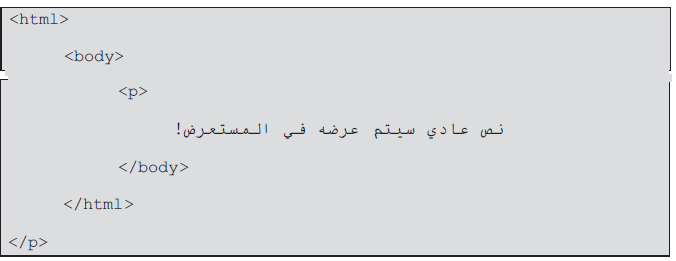 <html>
<body>
<p>
نص عادي سيتم عرضه في المستعرض!
</body>
</html>
</p>